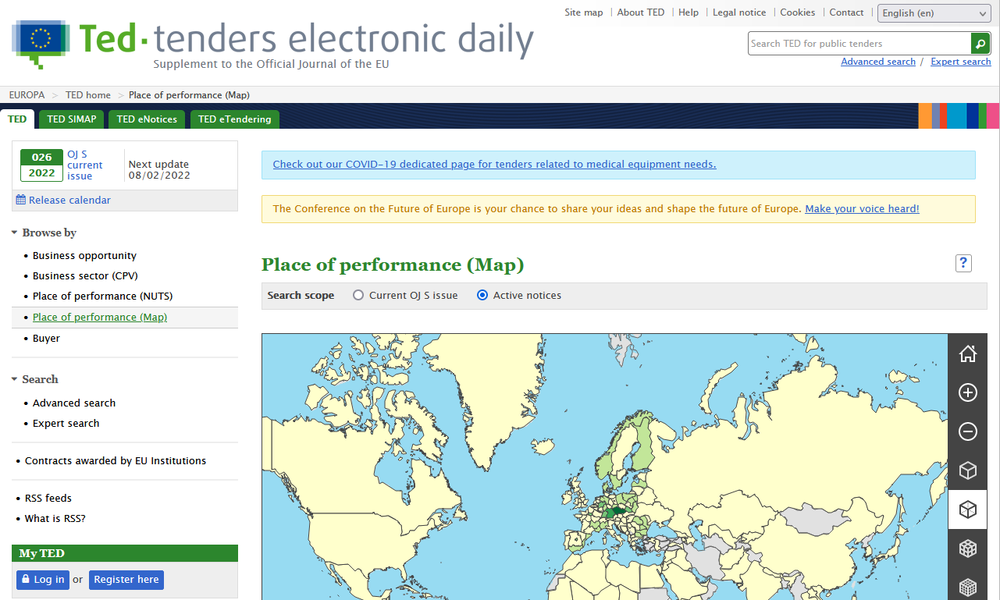 Site map | About TED | Help | Legal notice | Cookies | Contact | English (en)
Ted·tenders electronic daily
Supplement to the Official Journal of the EU
Search TED for public tenders
Advanced search / Expert search
EUROPA > TED home > Place of performance (Map)
TED TED SIMAP TED eNotices TED eTendering
026
2022
OJ S
current
issue
Next update
08/02/2022
Release calendar
Browse by
• Business opportunity
• Business sector (CPV)
• Place of performance (NUTS)
• Place of performance (Map)
• Buyer
Search
• Advanced search
• Expert search
• Contracts awarded by EU Institutions
• RSS feeds
• What is RSS?
My TED
Log in or Register here
Check out our COVID-19 dedicated page for tenders related to medical equipment needs.
The Conference on the Future of Europe is your chance to share your ideas and shape the future of Europe. Make your voice heard!
Place of performance (Map) ?
Search scope Current OJ S issue Active notices